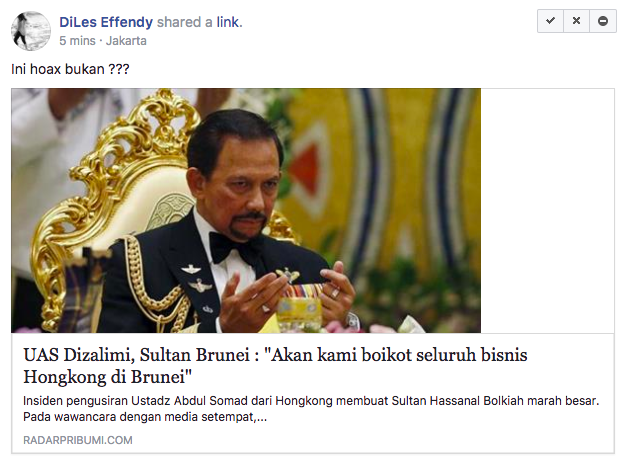 DiLes Effendy shared a link.
5 mins · Jakarta
Ini hoax bukan ???
UAS Dizalimi, Sultan Brunei : "Akan kami boikot seluruh bisnis
Hongkong di Brunei"
Insiden pengusiran Ustadz Abdul Somad dari Hongkong membuat Sultan Hassanal Bolkiah marah besar.
Pada wawancara dengan media setempat,...
RADARPRIBUMI.COM